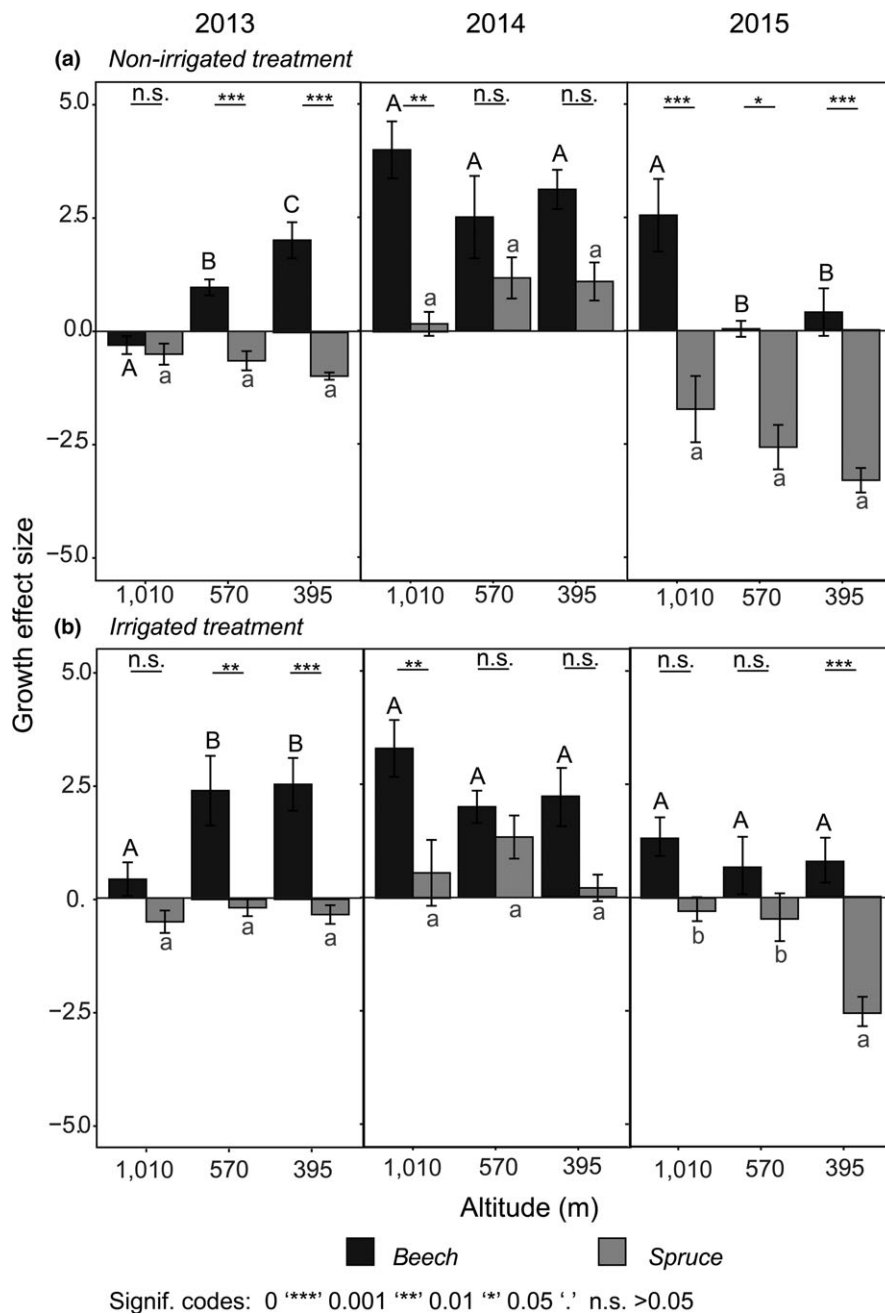 2013 2014 2015
(a) Non-irrigated treatment
n.s. *** *** ** n.s. n.s. *** * ***
5.0
2.5
0.0
−2.5
−5.0
A B C A A A A B B
a a a a a a a a a
1,010 570 395 1,010 570 395 1,010 570 395
(b) Irrigated treatment
n.s. ** *** ** n.s. n.s. n.s. n.s. ***
5.0
2.5
0.
−2.5
−5.0
A B B A A A A A A
a a a a a a b b a
1,010 570 395 1,010 570 395 1,010 570 395
Growth effect size
Altitude (m)
Beech Spruce
Signif. codes: 0 ‘***’ 0.001 ‘**’ 0.01 ‘*’ 0.05 ‘.’ n.s. >0.05